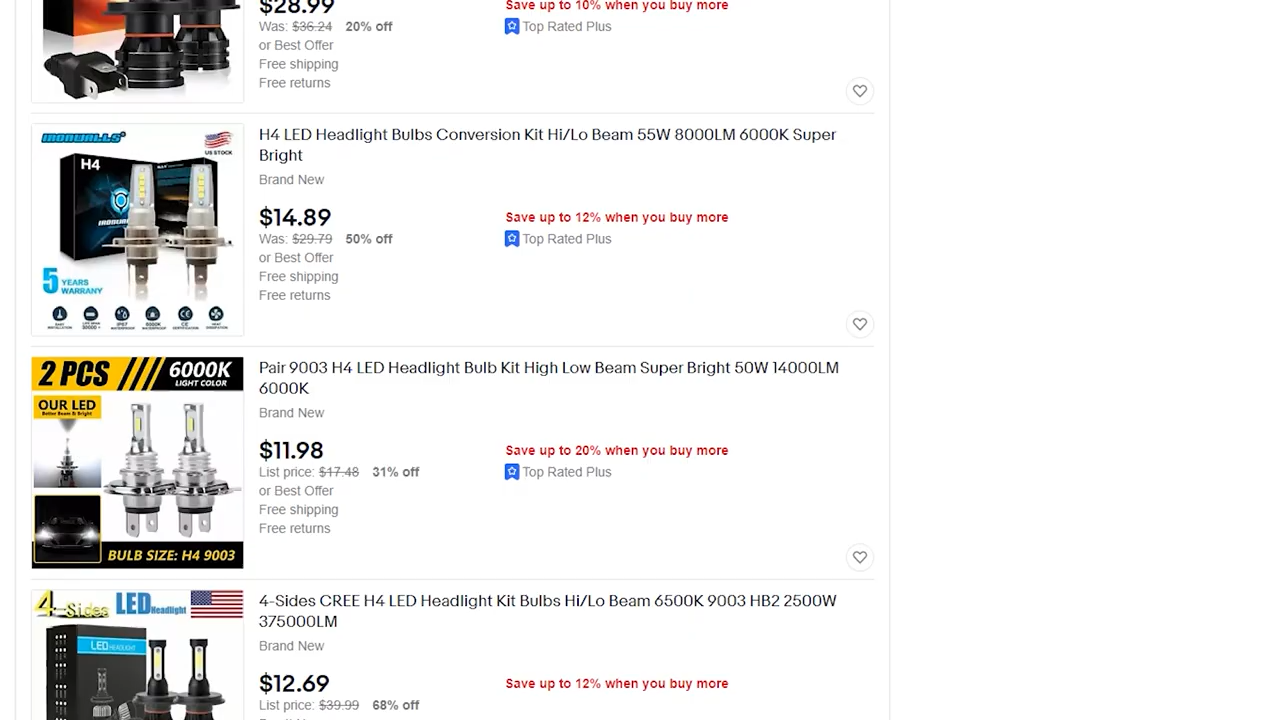 $28.99
Save up to 10% when you buy more
Was: $36.24 20% off
Top Rated Plus
or Best Offer
Free shipping
Free returns
IRONWALLS
US STOCK
H4
5 YEARS
WARRANTY
H4 LED Headlight Bulbs Conversion Kit Hi/Lo Beam 55W 8000LM 6000K Super
Bright
Brand New
$14.89
Save up to 12% when you buy more
Was: $29.79 50% off
Top Rated Plus
or Best Offer
Free shipping
Free returns
2 PCS
6000K
LIGHT COLOR
OUR LED
Better Beam & Bright
BULB SIZE: H4 9003
Pair 9003 H4 LED Headlight Bulb Kit High Low Beam Super Bright 50W 14000LM
6000K
Brand New
$11.98
Save up to 20% when you buy more
List price: $17.48 31% off
Top Rated Plus
or Best Offer
Free shipping
Free returns
4-Sides LED Headlight
LED HEADLIGHT
4-Sides CREE H4 LED Headlight Kit Bulbs Hi/Lo Beam 6500K 9003 HB2 2500W
375000LM
Brand New
$12.69
Save up to 12% when you buy more
List price: $39.99 68% off